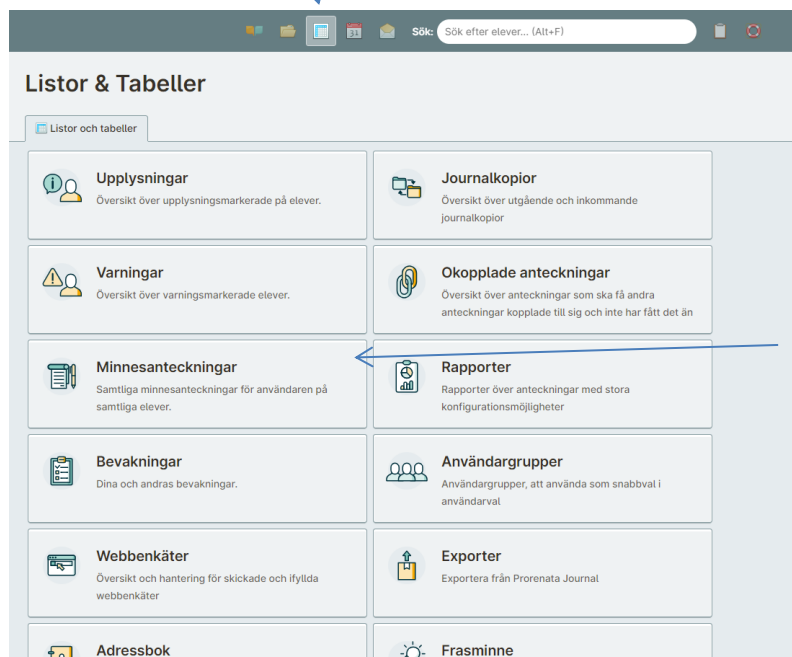 31
Sök: Sök efter elever... (Alt+F)
Listor & Tabeller
Listor och tabeller
Upplysningar
Översikt över upplysningsmarkerade på elever.
Journalkopior
Översikt över utgående och inkommande
journalkopior
Varningar
Översikt över varningsmarkerade elever.
Okopplade anteckningar
Översikt över anteckningar som ska få andra
anteckningar kopplade till sig och inte har fått det än
Minnesanteckningar
Samtliga minnesanteckningar för användaren på
samtliga elever.
Rapporter
Rapporter över anteckningar med stora
konfigurationsmöjligheter
Bevakningar
Dina och andras bevakningar.
Användargrupper
Användargrupper, att använda som snabbval i
användarval
Webbenkäter
Översikt och hantering för skickade och ifyllda
webbenkäter
Exporter
Exportera från Prorenata Journal
Adressbok
Frasminne